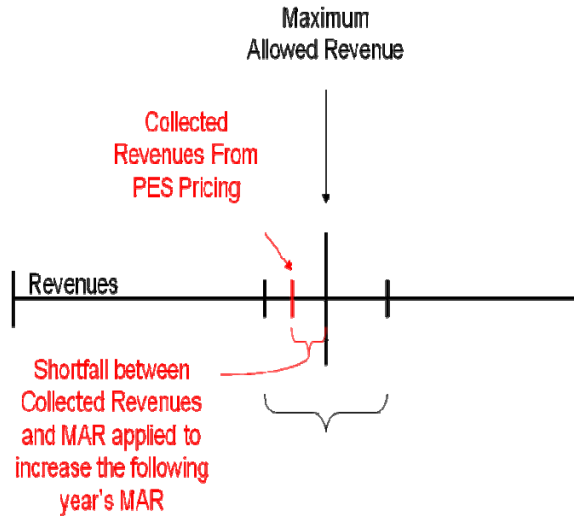 Maximum
Allowed Revenue
Collected
Revenues From
PES Pricing
Revenues
Shortfall between
Collected Revenues
and MAR applied to
increase the following
year's MAR